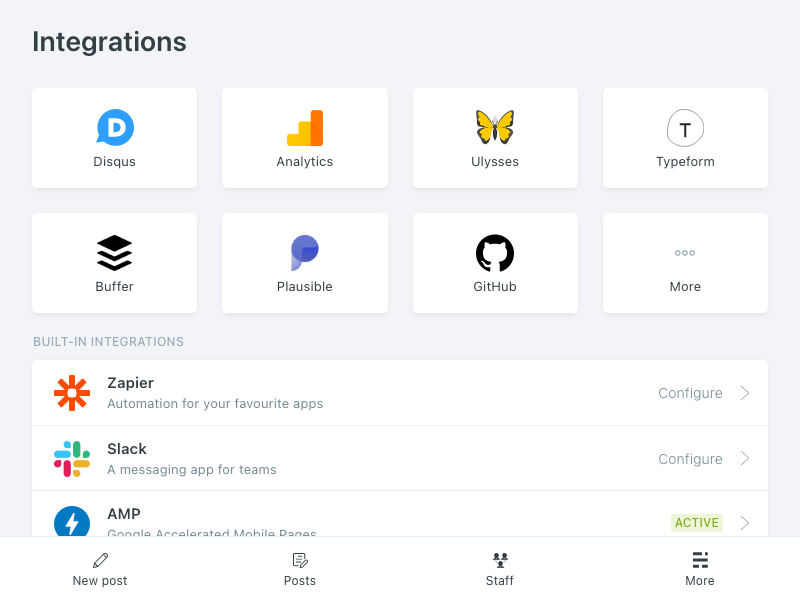 Integrations
Disqus
Analytics
Ulysses
T
Typeform
Buffer
Plausible
GitHub
More
BUILT-IN INTEGRATIONS
Zapier
Automation for your favourite apps
Configure
Slack
A messaging app for teams
Configure
AMP
Google Accelerated Mobile Pages
ACTIVE
New post
Posts
Staff
More